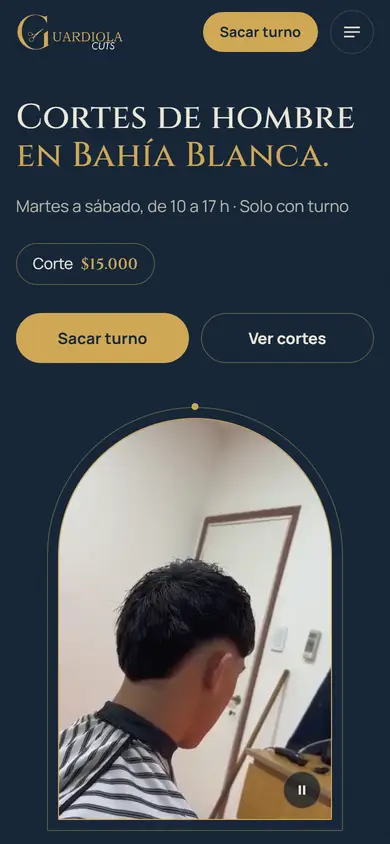 GUARDIOLA
CUTS
Sacar turno
CORTES DE HOMBRE
EN BAHÍA BLANCA.
Martes a sábado, de 10 a 17 h · Solo con turno
Corte $15.000
Sacar turno
Ver cortes